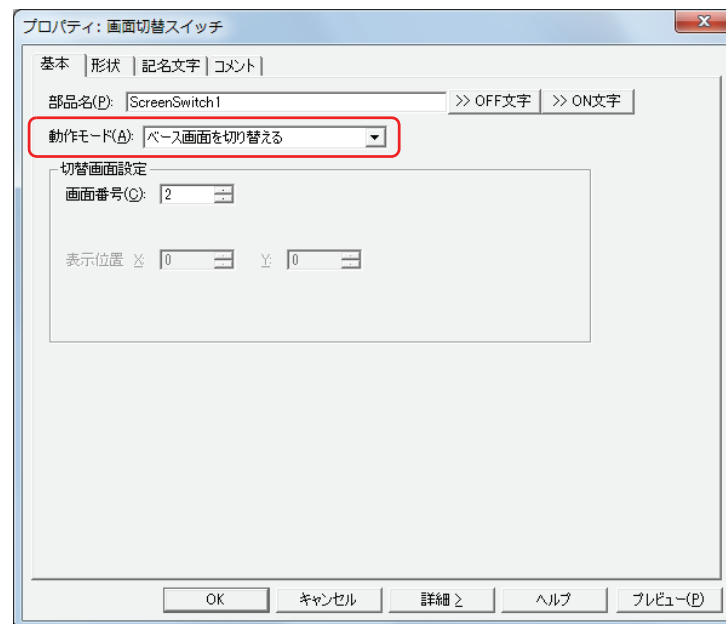 プロパティ: 画面切替スイッチ
基本 形状 記名文字 コメント
部品名(P): ScreenSwitch1 >> OFF文字 >> ON文字
動作モード(A): ベース画面を切り替える
切替画面設定
画面番号(C): 2
表示位置 X: 0 Y: 0
OK キャンセル 詳細 > ヘルプ プレビュー(P)